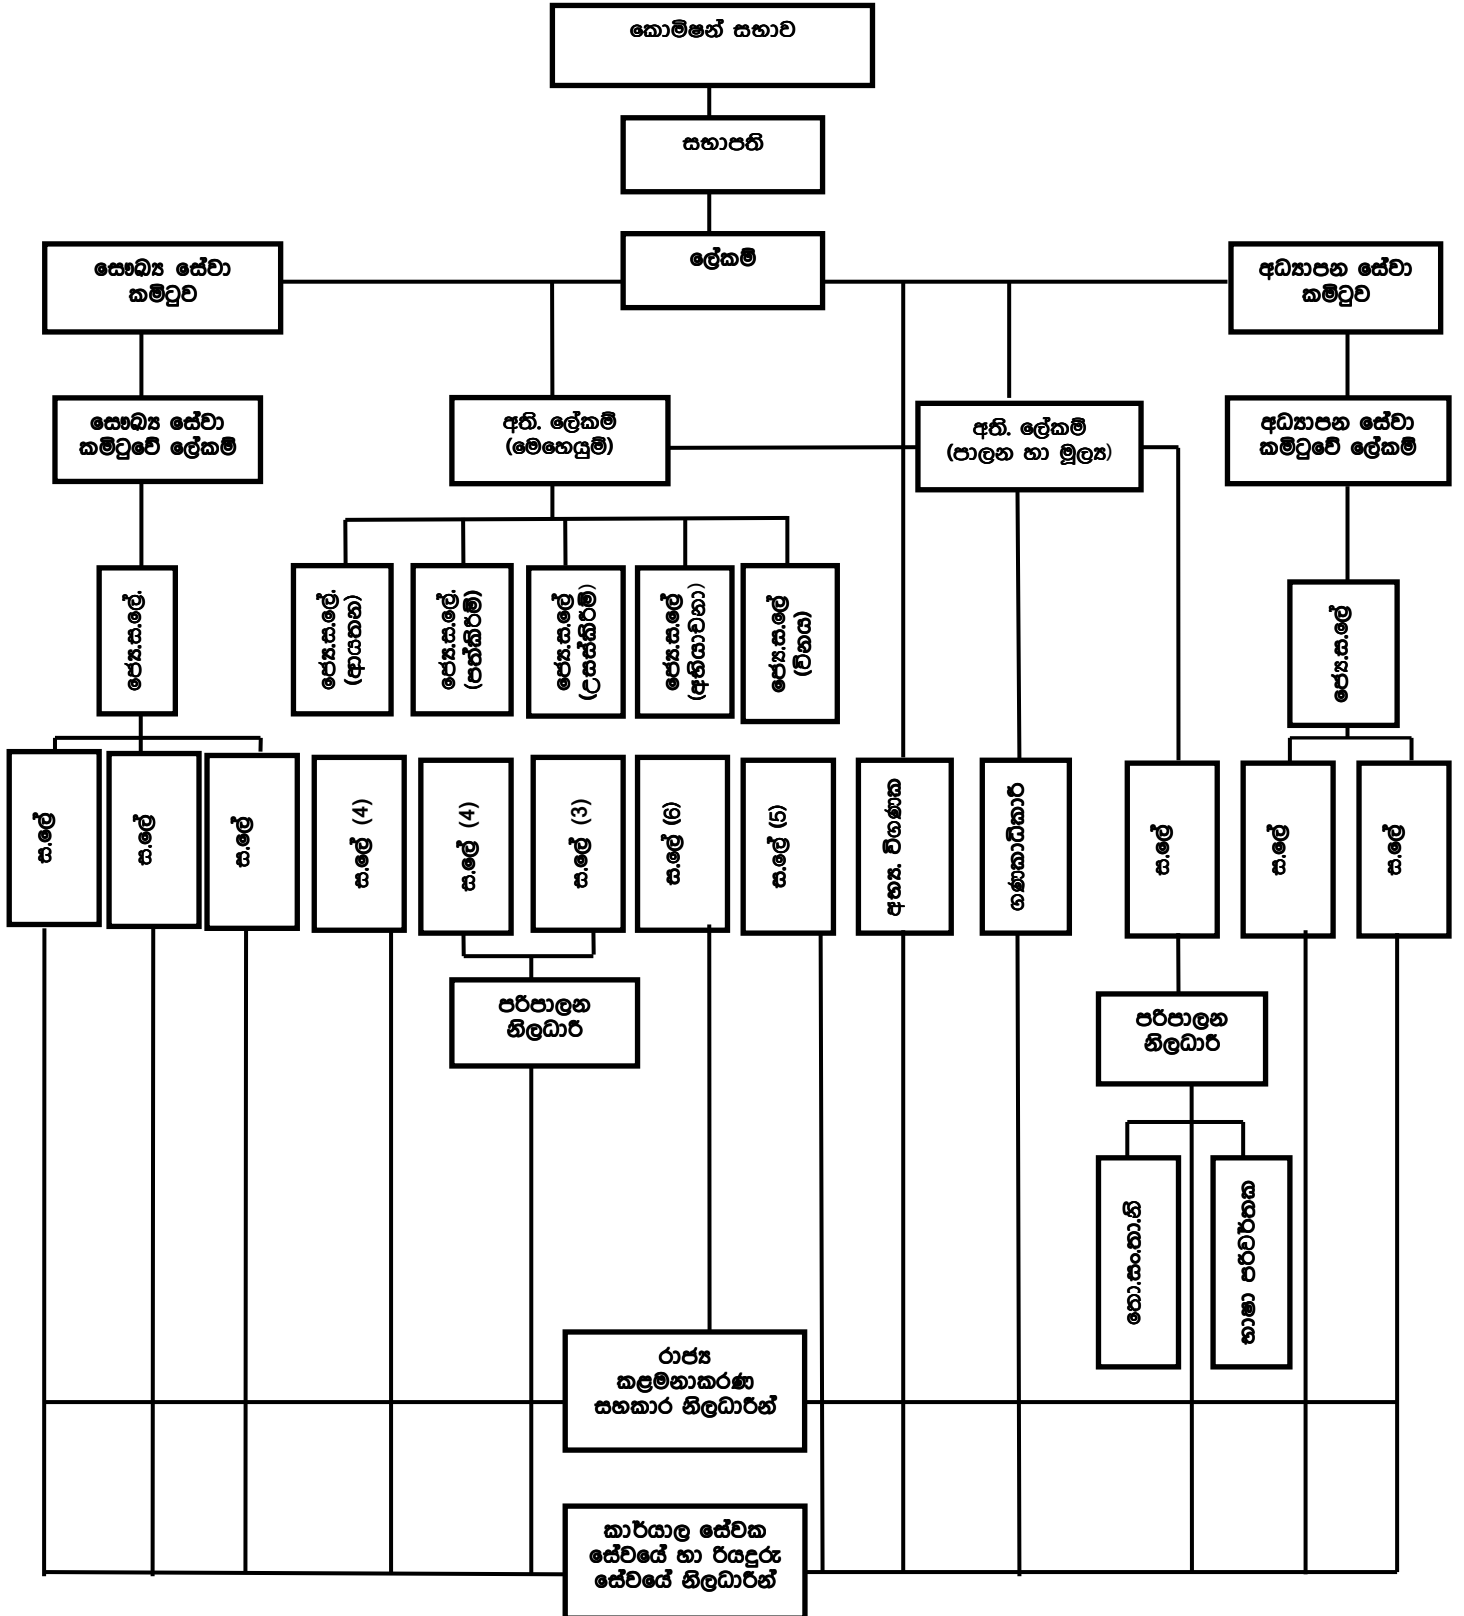 කොමිෂන් සභාව
සභාපති
ලේකම්
සෞඛ්‍ය සේවා
කමිටුව
අධ්‍යාපන සේවා
කමිටුව
සෞඛ්‍ය සේවා
කමිටුවේ ලේකම්
අති. ලේකම්
(මෙහෙයුම්)
අති. ලේකම්
(පාලන හා මූල්‍ය)
අධ්‍යාපන සේවා
කමිටුවේ ලේකම්
ජ්‍යෙ.ස.ලේ.
ජ්‍යෙ.ස.ලේ.
(ආයතන)
ජ්‍යෙ.ස.ලේ.
(පත්කිරීම්)
ජ්‍යෙ.ස.ලේ
(උසස්කිරීම්)
ජ්‍යෙ.ස.ලේ
(අභියාචනා)
ජ්‍යෙ.ස.ලේ
(විනය)
ජ්‍යෙ.ස.ලේ
ස.ලේ
ස.ලේ
ස.ලේ
ස.ලේ (4)
ස.ලේ (4)
ස.ලේ (3)
ස.ලේ (6)
ස.ලේ (5)
අභ්‍ය. විගණක
ගණකාධිකාරී
ස.ලේ
ස.ලේ
ස.ලේ
පරිපාලන
නිලධාරී
පරිපාලන
නිලධාරී
තො.සං.තා.නි
භාෂා පරිවර්තක
රාජ්‍ය
කළමනාකරණ
සහකාර නිලධාරීන්
කාර්යාල සේවක
සේවයේ හා රියදුරු
සේවයේ නිලධාරීන්